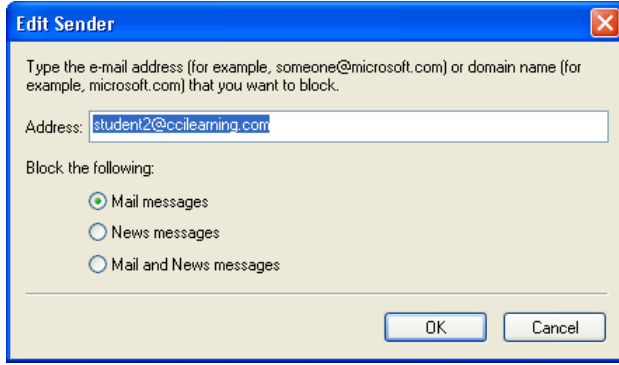 Edit Sender
Type the e-mail address (for example, someone@microsoft.com) or domain name (for
example, microsoft.com) that you want to block.
Address: student2@ccilearning.com
Block the following:
Mail messages
News messages
Mail and News messages
OK Cancel